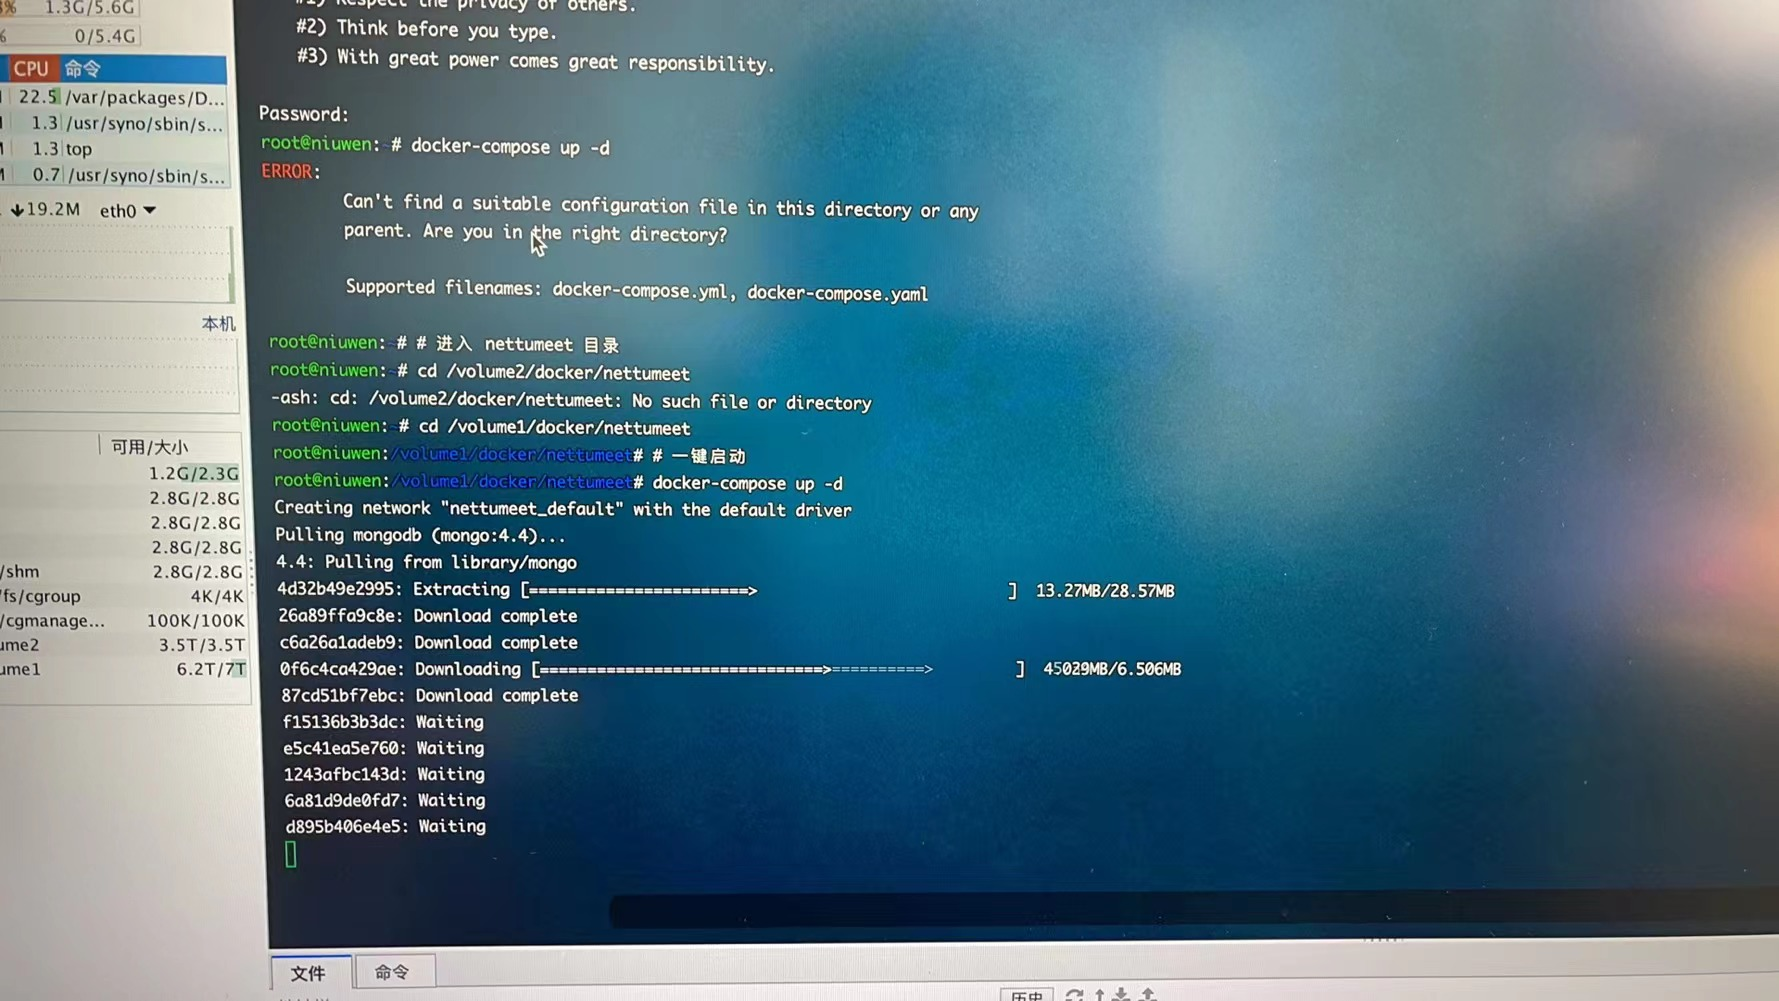 1.3G/5.6G
0/5.4G
CPU 命令
22.5 /var/packages/D...
1.3 /usr/syno/sbin/s...
1.3 top
0.7 /usr/syno/sbin/s...
19.2M eth0
本机
可用/大小
1.2G/2.3G
2.8G/2.8G
2.8G/2.8G
2.8G/2.8G
/shm 2.8G/2.8G
fs/cgroup 4K/4K
/cgmanage... 100K/100K
ume2 3.5T/3.5T
ume1 6.2T/7T
#1) Respect the privacy of others.
#2) Think before you type.
#3) With great power comes great responsibility.
Password:
root@niuwen: # docker-compose up -d
ERROR:
Can't find a suitable configuration file in this directory or any
parent. Are you in the right directory?
Supported filenames: docker-compose.yml, docker-compose.yaml
root@niuwen: # # 进入 nettumeet 目录
root@niuwen: # cd /volume2/docker/nettumeet
-ash: cd: /volume2/docker/nettumeet: No such file or directory
root@niuwen: # cd /volume1/docker/nettumeet
root@niuwen:/volume1/docker/nettumeet# # 一键启动
root@niuwen:/volume1/docker/nettumeet# docker-compose up -d
Creating network "nettumeet_default" with the default driver
Pulling mongodb (mongo:4.4)...
4.4: Pulling from library/mongo
4d32b49e2995: Extracting [=======================> ] 13.27MB/28.57MB
26a89ffa9c8e: Download complete
c6a26a1adeb9: Download complete
0f6c4ca429ae: Downloading [==============================>==========> ] 45029MB/6.506MB
87cd51bf7ebc: Download complete
f15136b3b3dc: Waiting
e5c41ea5e760: Waiting
1243afbc143d: Waiting
6a81d9de0fd7: Waiting
d895b406e4e5: Waiting
文件 命令
历史